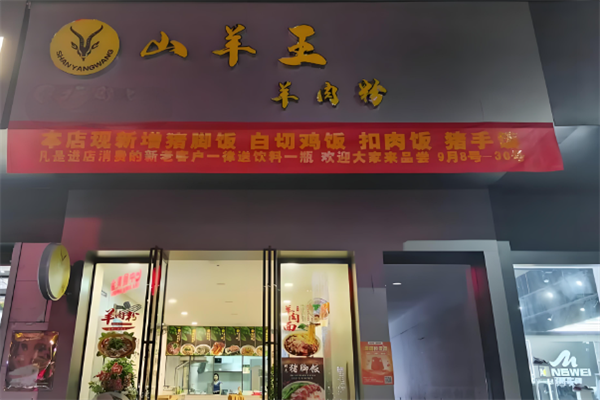 山羊王
SHANYANGWANG
羊肉粉
本店现新增猪脚饭 白切鸡饭 扣肉饭 猪手饭
凡是进店消费的新老客户一律送饮料一瓶 欢迎大家来品尝 9月8号—30号
羊肉粉
羊肉面
猪脚饭